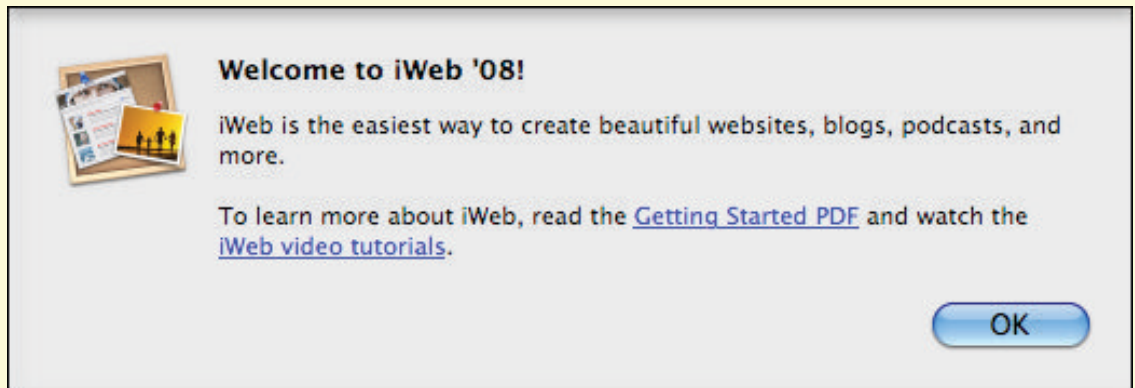 Welcome to iWeb '08!
iWeb is the easiest way to create beautiful websites, blogs, podcasts, and
more.
To learn more about iWeb, read the Getting Started PDF and watch the
iWeb video tutorials.
OK